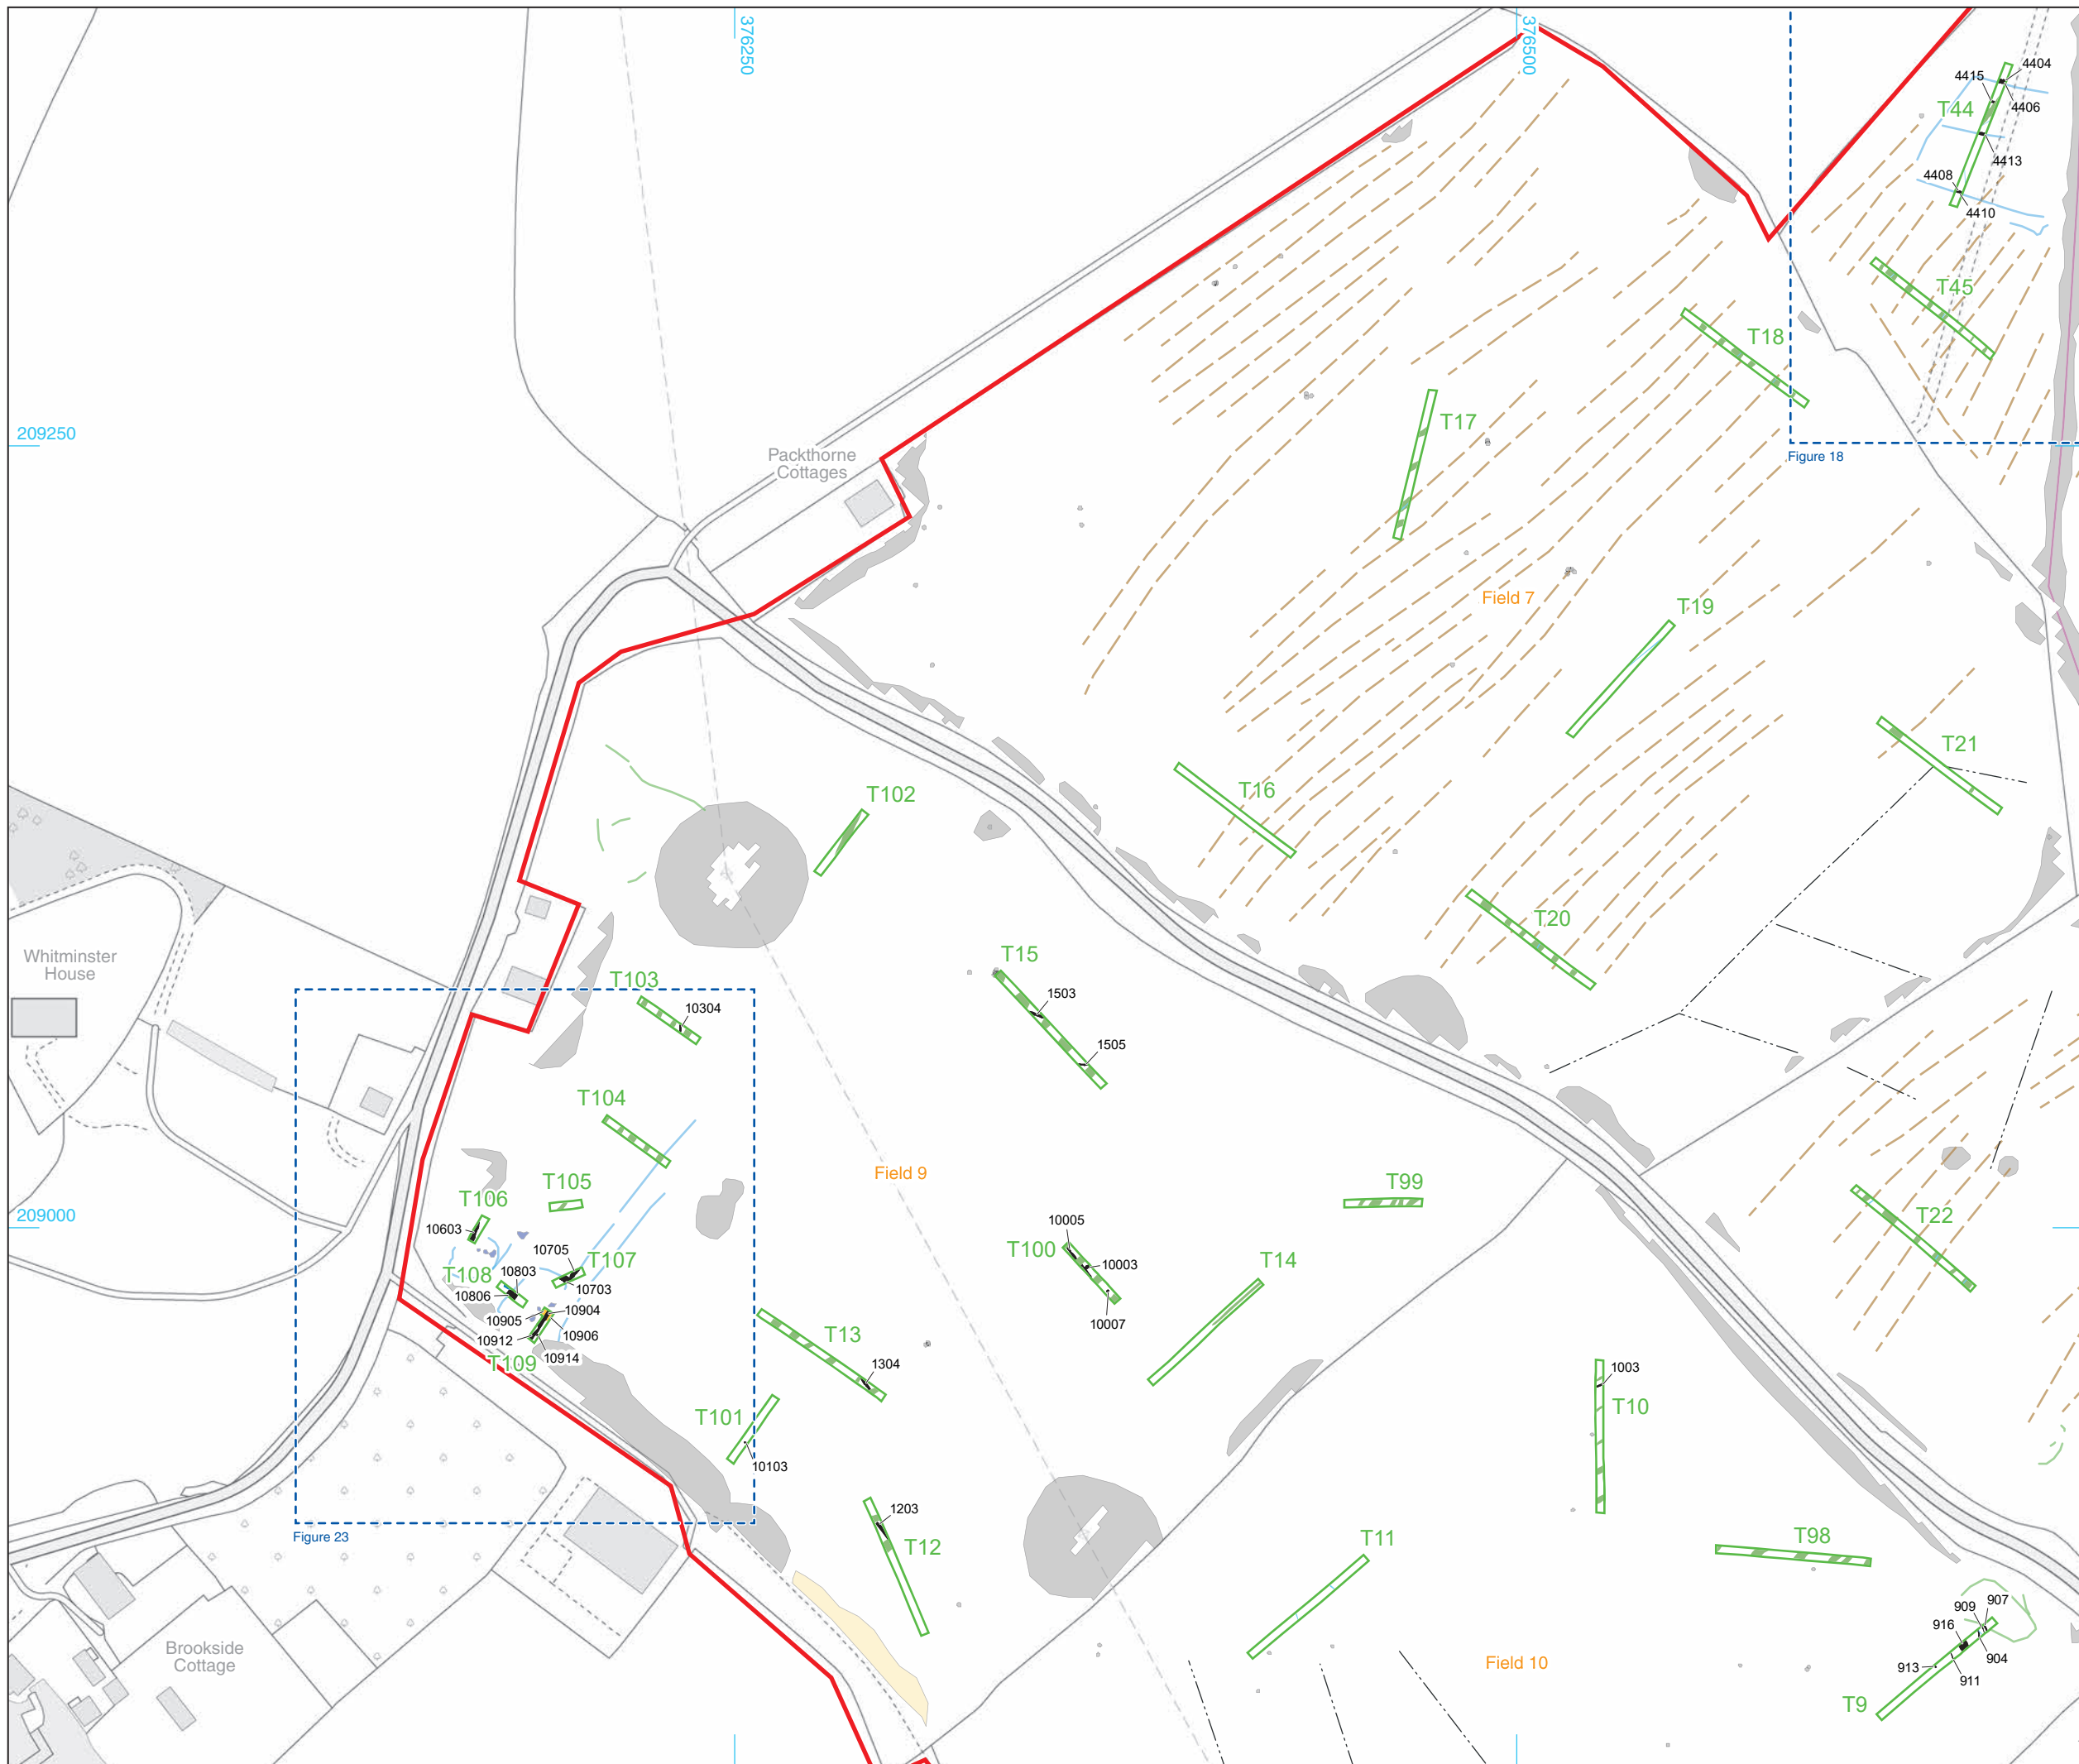 376250
376500
4404
4415
T44
4406
4413
4408
4410
T45
T18
T17
209250
Packthorne
Cottages
Figure 18
Field 7
T19
T21
T102
T16
T20
T15
Whitminster
House
T103
1503
10304
1505
T104
Field 9
T105
T99
T106
209000
10603
10005
T22
T100
10705
T107
T14
10003
T108
10803
10703
10806
10904
10905
10007
10906
T13
10912
10914
T109
1304
1003
T10
T101
10103
1203
T12
Figure 23
T11
T98
907
909
916
904
913
911
Brookside
Cottage
Field 10
T9